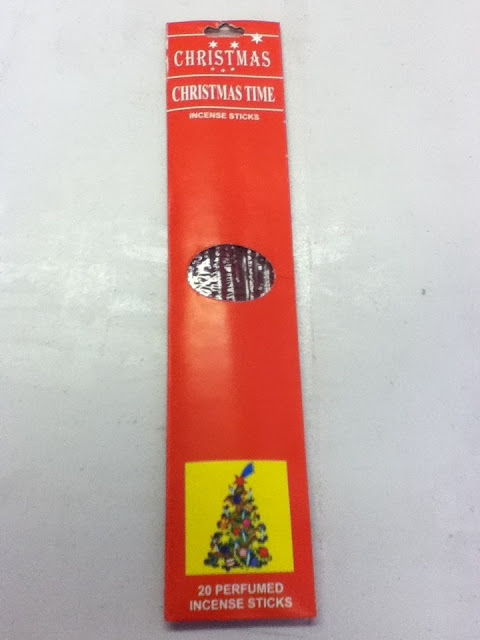 CHRISTMAS
CHRISTMAS TIME
INCENSE STICKS
20 PERFUMED
INCENSE STICKS